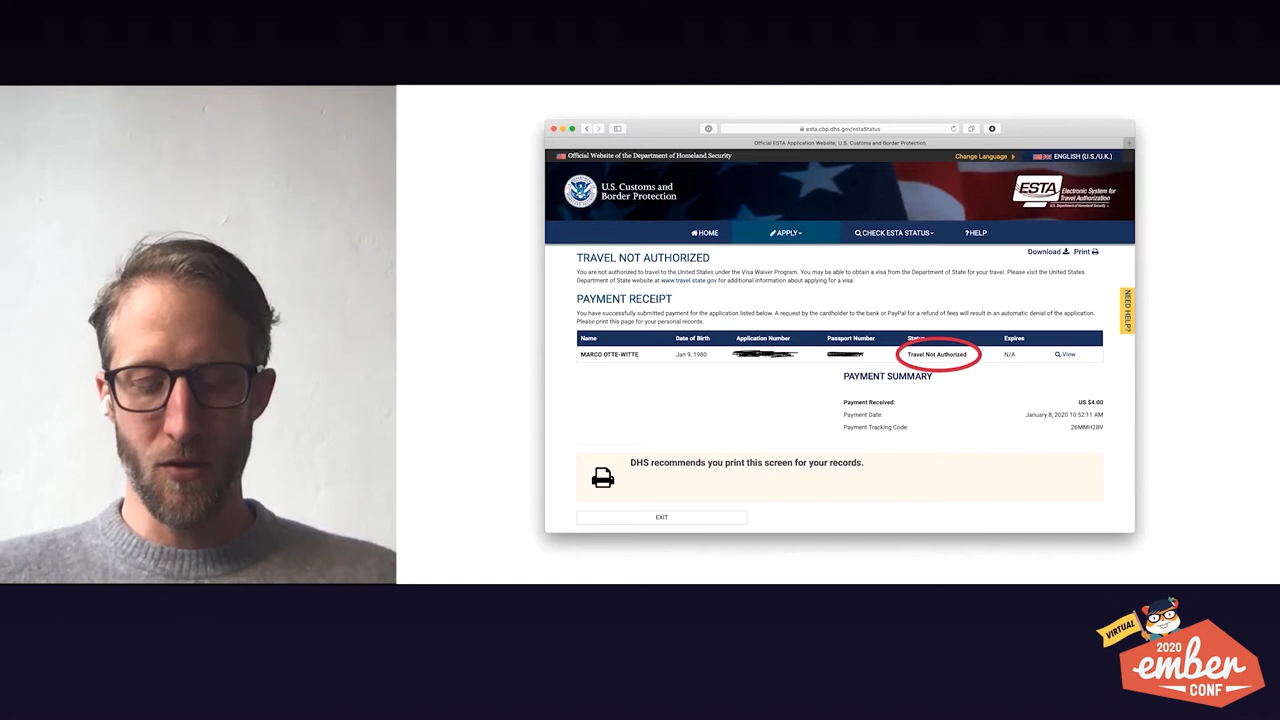 esta.cbp.dhs.gov/estaStatus
Official ESTA Application Website, U.S. Customs and Border Protection
Official Website of the Department of Homeland Security
Change Language
ENGLISH (U.S./U.K.)
U.S. Customs and
Border Protection
ESTA
Electronic System for
Travel Authorization
U.S. Department of Homeland Security
HOME
APPLY
CHECK ESTA STATUS
?HELP
Download
Print
TRAVEL NOT AUTHORIZED
You are not authorized to travel to the United States under the Visa Waiver Program. You may be able to obtain a visa from the Department of State for your travel. Please visit the United States
Department of State website at www.travel.state.gov for additional information about applying for a visa.
NEED HELP?
PAYMENT RECEIPT
You have successfully submitted payment for the application listed below. A request by the cardholder to the bank or PayPal for a refund of fees will result in an automatic denial of the application.
Please print this page for your personal records.
Name Date of Birth Application Number Passport Number Status Expires
MARCO OTTE-WITTE Jan 9, 1980 Travel Not Authorized N/A View
PAYMENT SUMMARY
Payment Received: US $4.00
Payment Date: January 8, 2020 10:52:11 AM
Payment Tracking Code: 26MMH2BV
DHS recommends you print this screen for your records.
EXIT
VIRTUAL
2020
ember
CONF